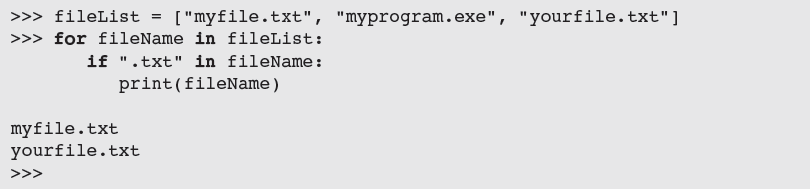 >>> fileList = ["myfile.txt", "myprogram.exe", "yourfile.txt"]
>>> for fileName in fileList:
       if ".txt" in fileName:
          print(fileName)

myfile.txt
yourfile.txt
>>>